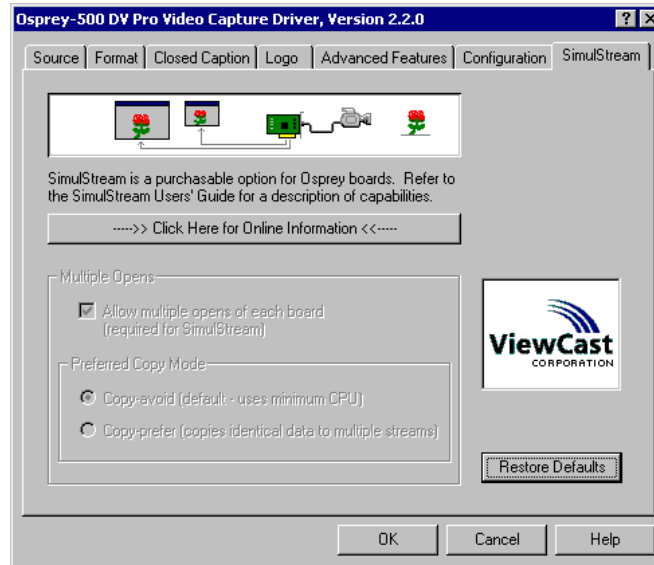 Osprey-500 DV Pro Video Capture Driver, Version 2.2.0
Source
Format
Closed Caption
Logo
Advanced Features
Configuration
SimulStream
SimulStream is a purchasable option for Osprey boards. Refer to
the SimulStream Users' Guide for a description of capabilities.
----->> Click Here for Online Information <<-----
Multiple Opens
Allow multiple opens of each board
(required for SimulStream)
Preferred Copy Mode
Copy-avoid (default - uses minimum CPU)
Copy-prefer (copies identical data to multiple streams)
ViewCast
CORPORATION
Restore Defaults
OK
Cancel
Help